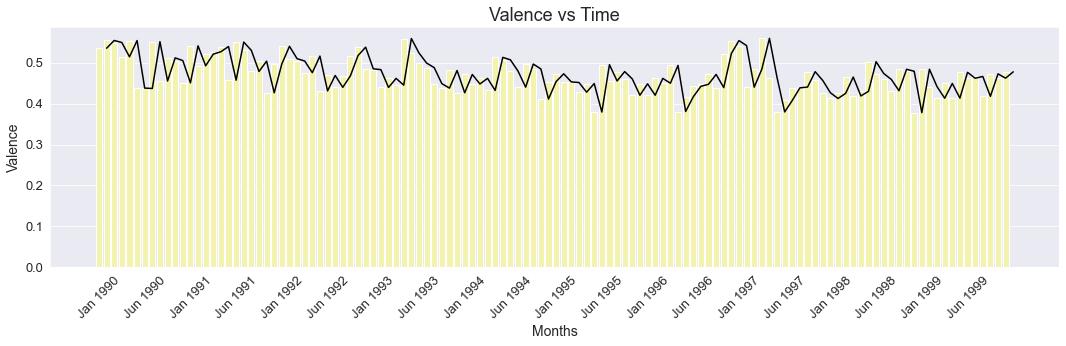 Valence vs Time
Valence
0.5
0.4
0.3
0.2
0.1
0.0
Jan 1990
Jun 1990
Jan 1991
Jun 1991
Jan 1992
Jun 1992
Jan 1993
Jun 1993
Jan 1994
Jun 1994
Jan 1995
Jun 1995
Jan 1996
Jun 1996
Jan 1997
Jun 1997
Jan 1998
Jun 1998
Jan 1999
Jun 1999
Months